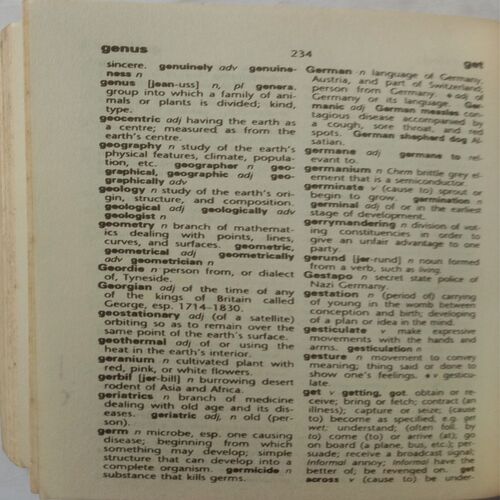 genus
234
get
sincere. genuinely adv genuine-
ness n
genus [jean-uss] n, pl genera.
group into which a family of ani-
mals or plants is divided; kind,
type.
geocentric adj having the earth as
a centre; measured as from the
earth's centre.
geography n study of the earth's
physical features, climate, popula-
tion, etc. geographer n geo-
graphical, geographic adj geo-
graphically adv
geology n study of the earth's ori-
gin, structure, and composition.
geological adj geologically adv
geologist n
geometry n branch of mathemat-
ics dealing with points, lines,
curves, and surfaces. geometric,
geometrical adj geometrically
adv geometrician n
Geordie n person from, or dialect
of, Tyneside.
Georgian adj of the time of any
of the kings of Britain called
George, esp. 1714–1830.
geostationary adj (of a satellite)
orbiting so as to remain over the
same point of the earth's surface.
geothermal adj of or using the
heat in the earth's interior.
geranium n cultivated plant with
red, pink, or white flowers.
gerbil [jer-bill] n burrowing desert
rodent of Asia and Africa.
geriatrics n branch of medicine
dealing with old age and its dis-
eases. geriatric adj, n old (per-
son).
germ n microbe, esp. one causing
disease; beginning from which
something may develop; simple
structure that can develop into a
complete organism. germicide n
substance that kills germs.
German n language of Germany,
Austria, and part of Switzerland;
person from Germany. ♦ adj of
Germany or its language. Ger-
manic adj German measles con-
tagious disease accompanied by
a cough, sore throat, and red
spots. German shepherd dog Al-
satian.
germane adj germane to rel-
evant to.
germanium n Chem brittle grey el-
ement that is a semiconductor.
germinate v (cause to) sprout or
begin to grow. germination n
germinal adj of or in the earliest
stage of development.
gerrymandering n division of vot-
ing constituencies in order to
give an unfair advantage to one
party.
gerund [jer-rund] n noun formed
from a verb, such as living.
Gestapo n secret state police of
Nazi Germany.
gestation n (period of) carrying
of young in the womb between
conception and birth; developing
of a plan or idea in the mind.
gesticulate v make expressive
movements with the hands and
arms. gesticulation n
gesture n movement to convey
meaning; thing said or done to
show one's feelings. ♦ v gesticu-
late.
get v getting, got. obtain or re-
ceive; bring or fetch; contract (an
illness); capture or seize; (cause
to) become as specified, e.g. get
wet; understand; (often foll. by
to) come (to) or arrive (at); go
on board (a plane, bus, etc.); per-
suade; receive a broadcast signal;
Informal annoy; Informal have the
better of; be revenged on. get
across v (cause to) be under-